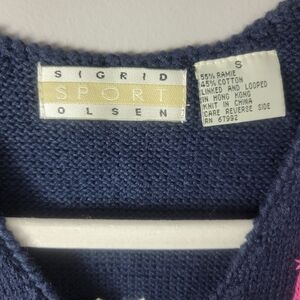 SIGRID
SPORT
OLSEN
S
55% RAMIE
45% COTTON
LINKED AND LOOPED
IN HONG KONG
KNIT IN CHINA
CARE REVERSE SIDE
RN 67992